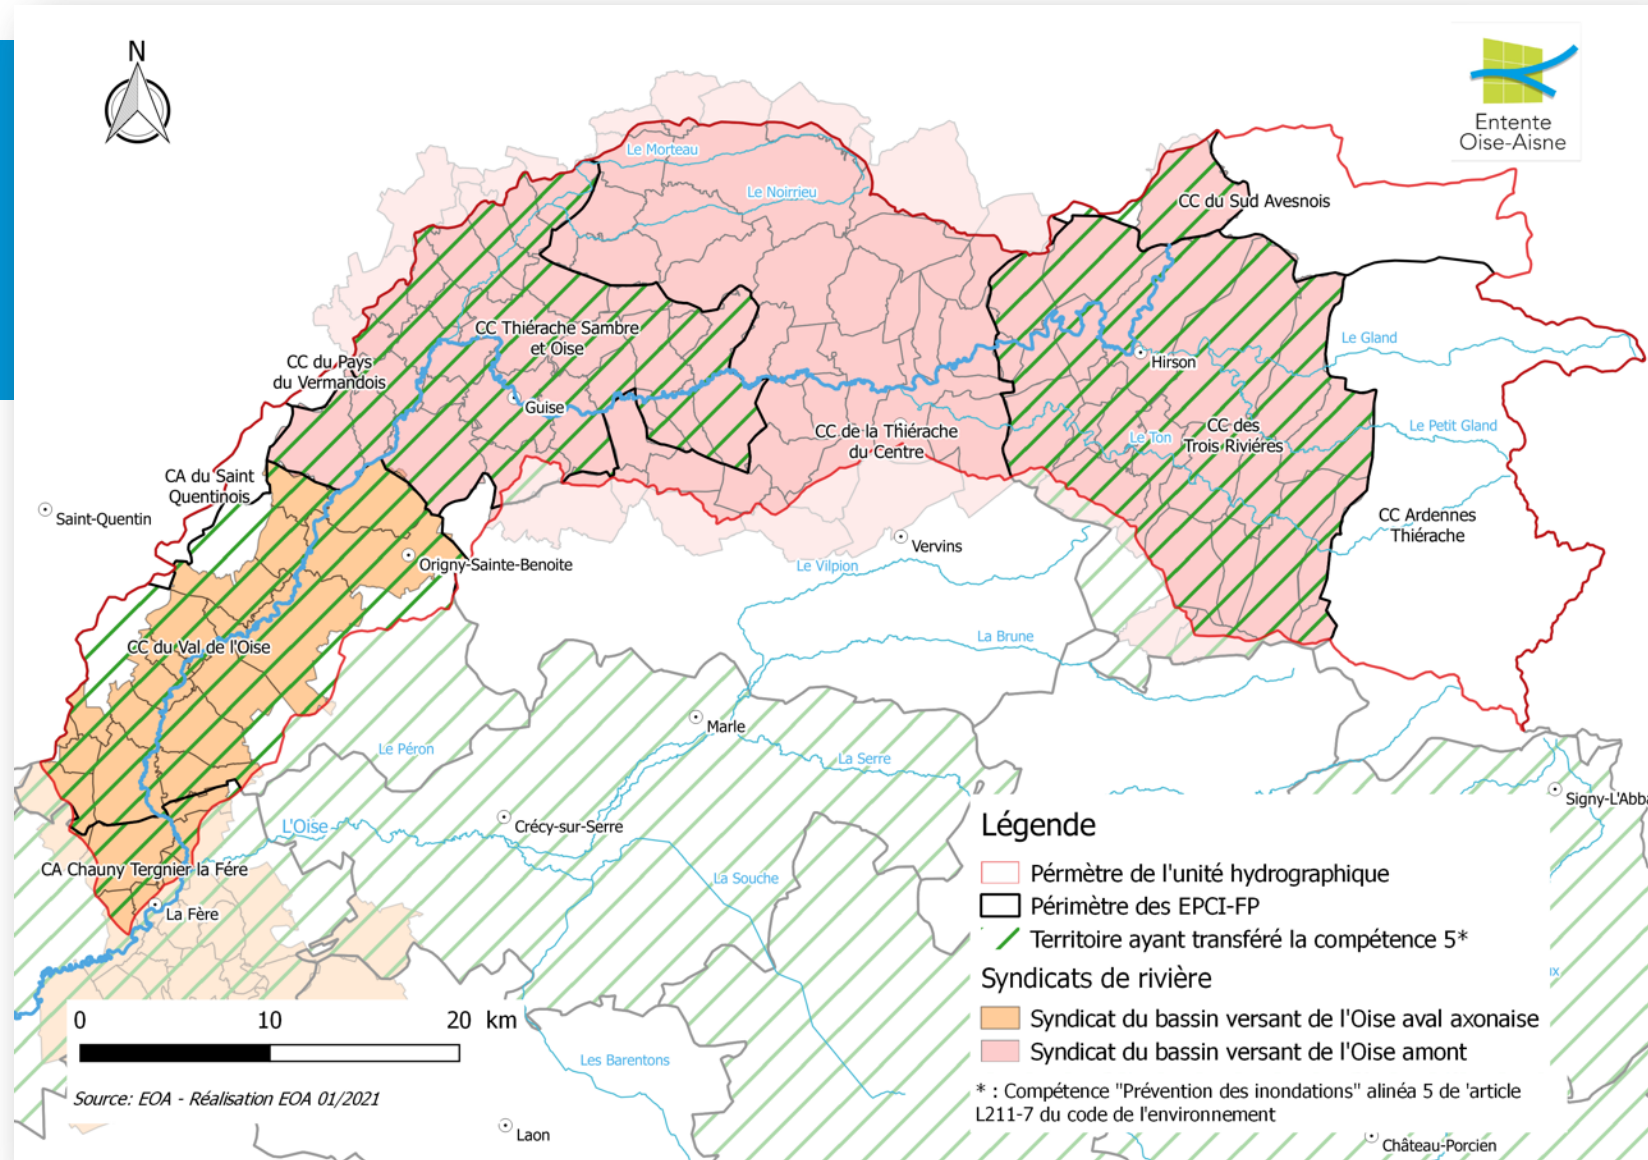 N
Entente
Oise-Aisne
Le Morteau
Le Noirrieu
CC du Sud Avesnois
CC Thiérache Sambre
et Oise
CC du Pays
du Vermandois
Le Gland
Hirson
Guise
CC de la Thiérache
du Centre
Le Ton
CC des
Trois Riviéres
Le Petit Gland
CA du Saint
Quentinois
Saint-Quentin
CC Ardennes
Thiérache
Origny-Sainte-Benoite
Vervins
Le Vilpion
La Brune
CC du Val de l'Oise
Marle
Le Péron
La Serre
Signy-L'Abba
L'Oise
Crécy-sur-Serre
CA Chauny Tergnier la Fére
La Souche
La Fère
Légende
Pérmètre de l'unité hydrographique
Périmètre des EPCI-FP
Territoire ayant transféré la compétence 5*
Syndicats de rivière
Syndicat du bassin versant de l'Oise aval axonaise
Syndicat du bassin versant de l'Oise amont
* : Compétence "Prévention des inondations" alinéa 5 de 'article
L211-7 du code de l'environnement
0 10 20 km
Les Barentons
Source: EOA - Réalisation EOA 01/2021
Laon
Château-Porcien